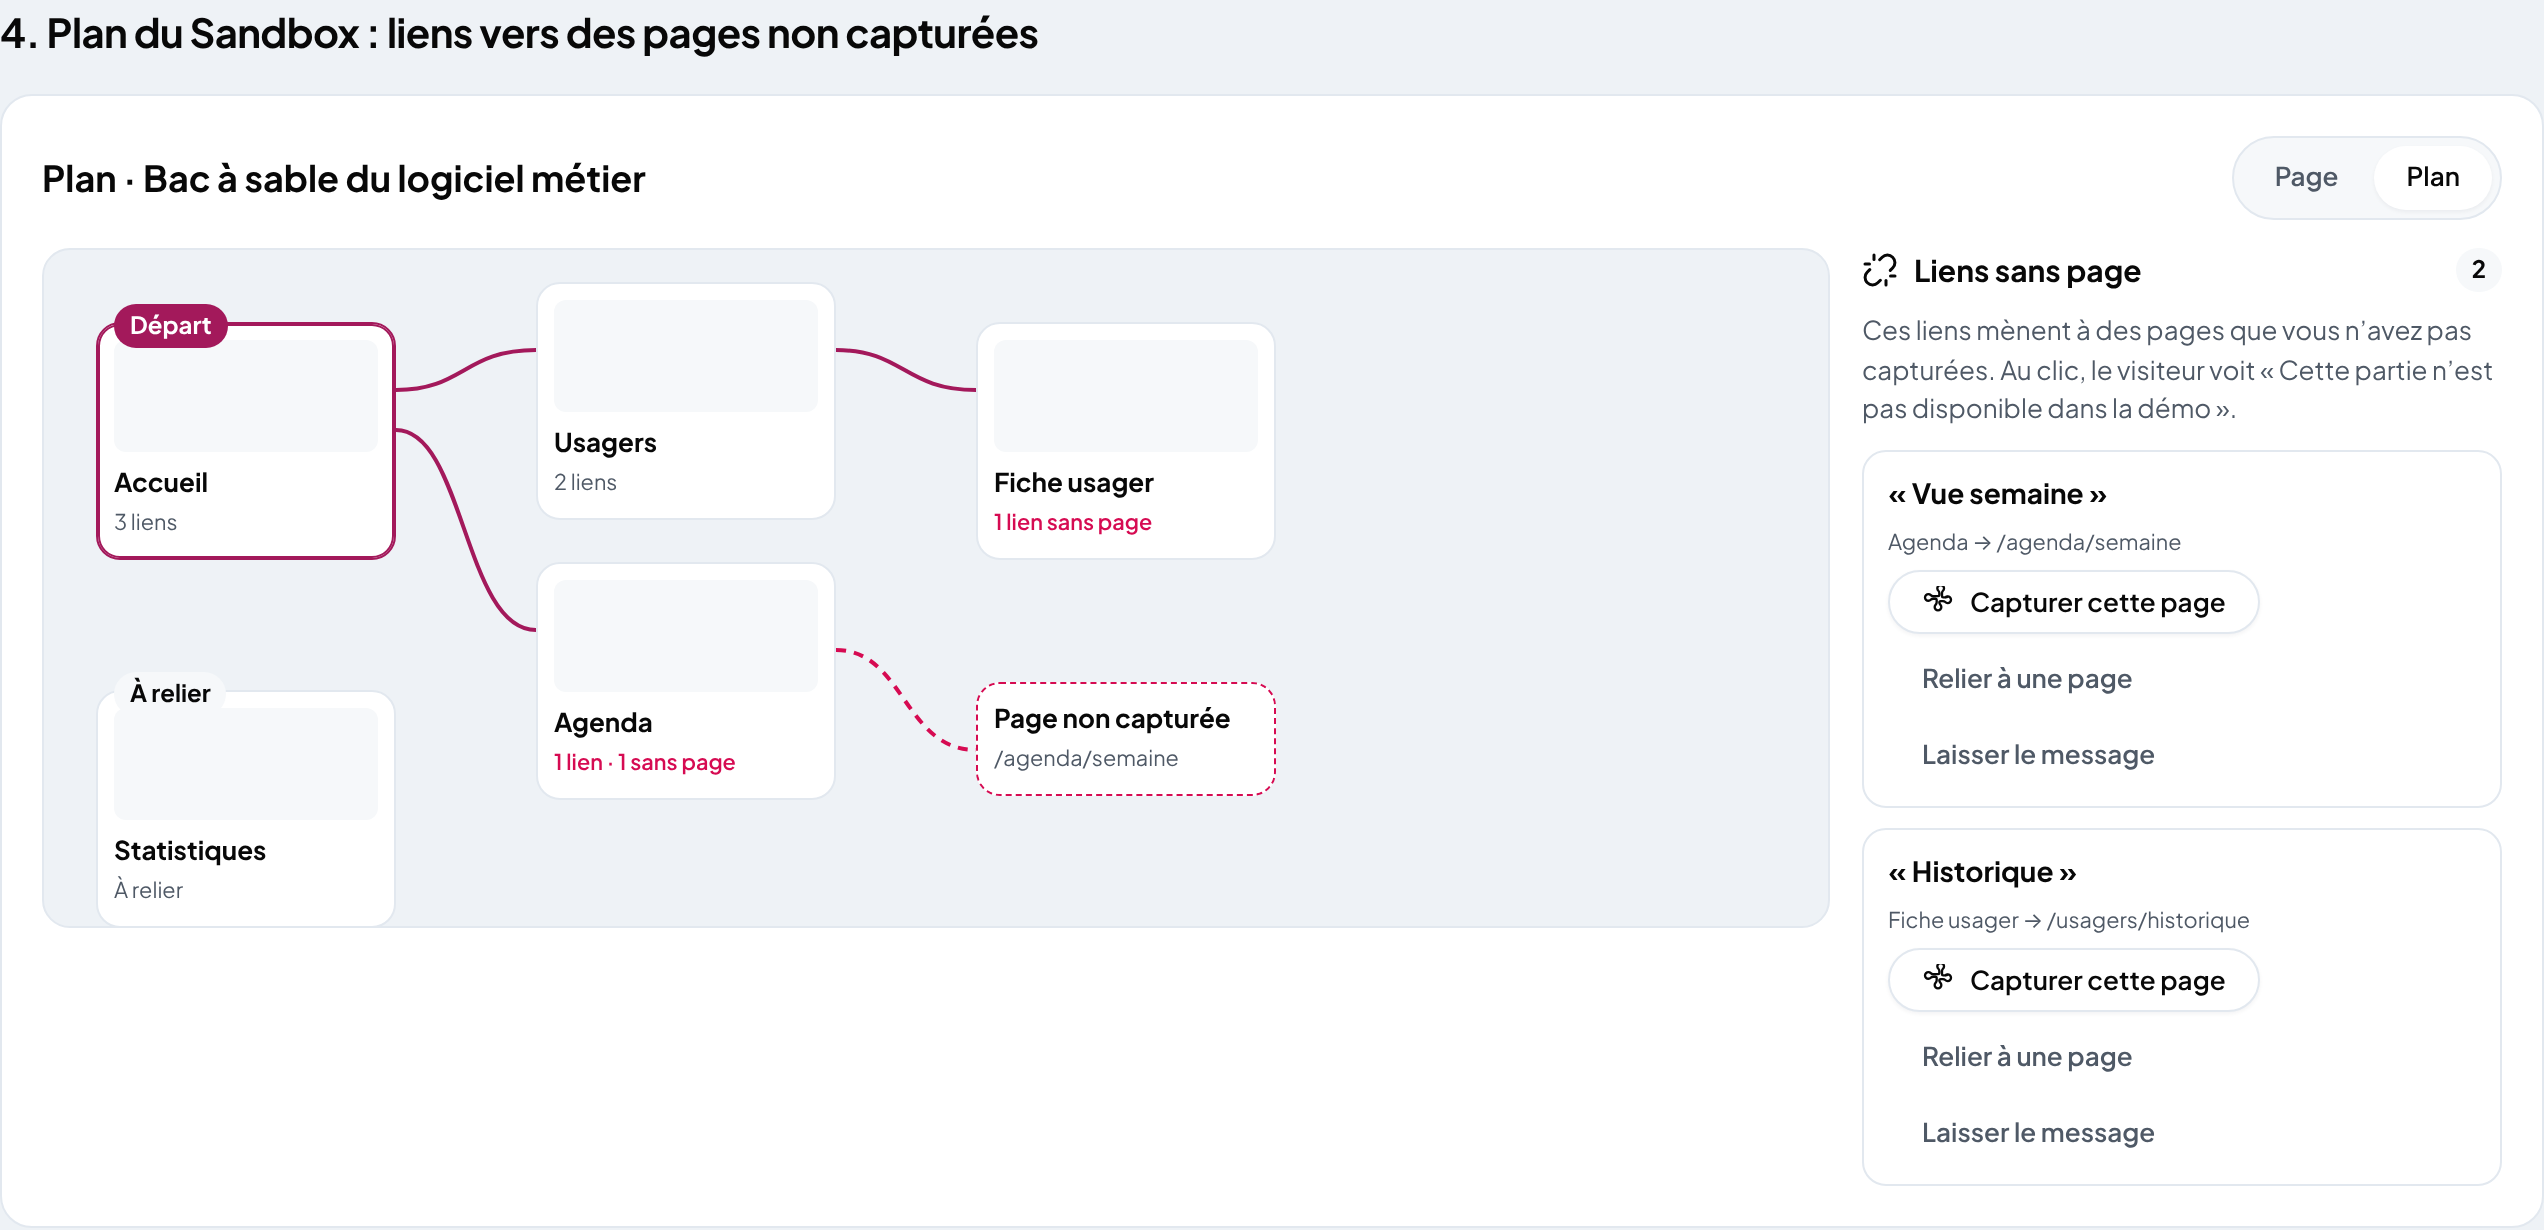 4. Plan du Sandbox : liens vers des pages non capturées
Plan · Bac à sable du logiciel métier
Page
Plan
Départ
Accueil
3 liens
Usagers
2 liens
Fiche usager
1 lien sans page
À relier
Statistiques
À relier
Agenda
1 lien · 1 sans page
Page non capturée
/agenda/semaine
Liens sans page
2
Ces liens mènent à des pages que vous n’avez pas
capturées. Au clic, le visiteur voit « Cette partie n’est
pas disponible dans la démo ».
« Vue semaine »
Agenda → /agenda/semaine
Capturer cette page
Relier à une page
Laisser le message
« Historique »
Fiche usager → /usagers/historique
Capturer cette page
Relier à une page
Laisser le message